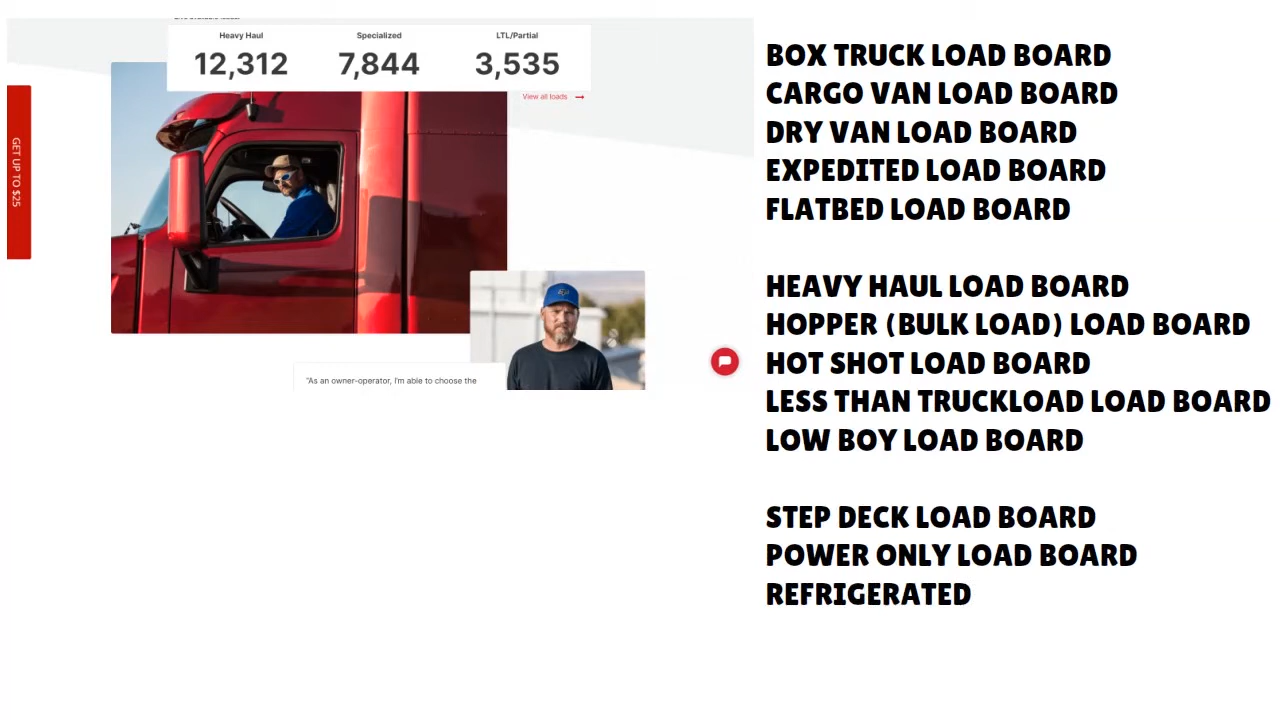 Heavy Haul
Specialized
LTL/Partial
12,312
7,844
3,535
View all loads
GET UP TO $25
"As an owner-operator, I'm able to choose the
BOX TRUCK LOAD BOARD
CARGO VAN LOAD BOARD
DRY VAN LOAD BOARD
EXPEDITED LOAD BOARD
FLATBED LOAD BOARD
HEAVY HAUL LOAD BOARD
HOPPER (BULK LOAD) LOAD BOARD
HOT SHOT LOAD BOARD
LESS THAN TRUCKLOAD LOAD BOARD
LOW BOY LOAD BOARD
STEP DECK LOAD BOARD
POWER ONLY LOAD BOARD
REFRIGERATED